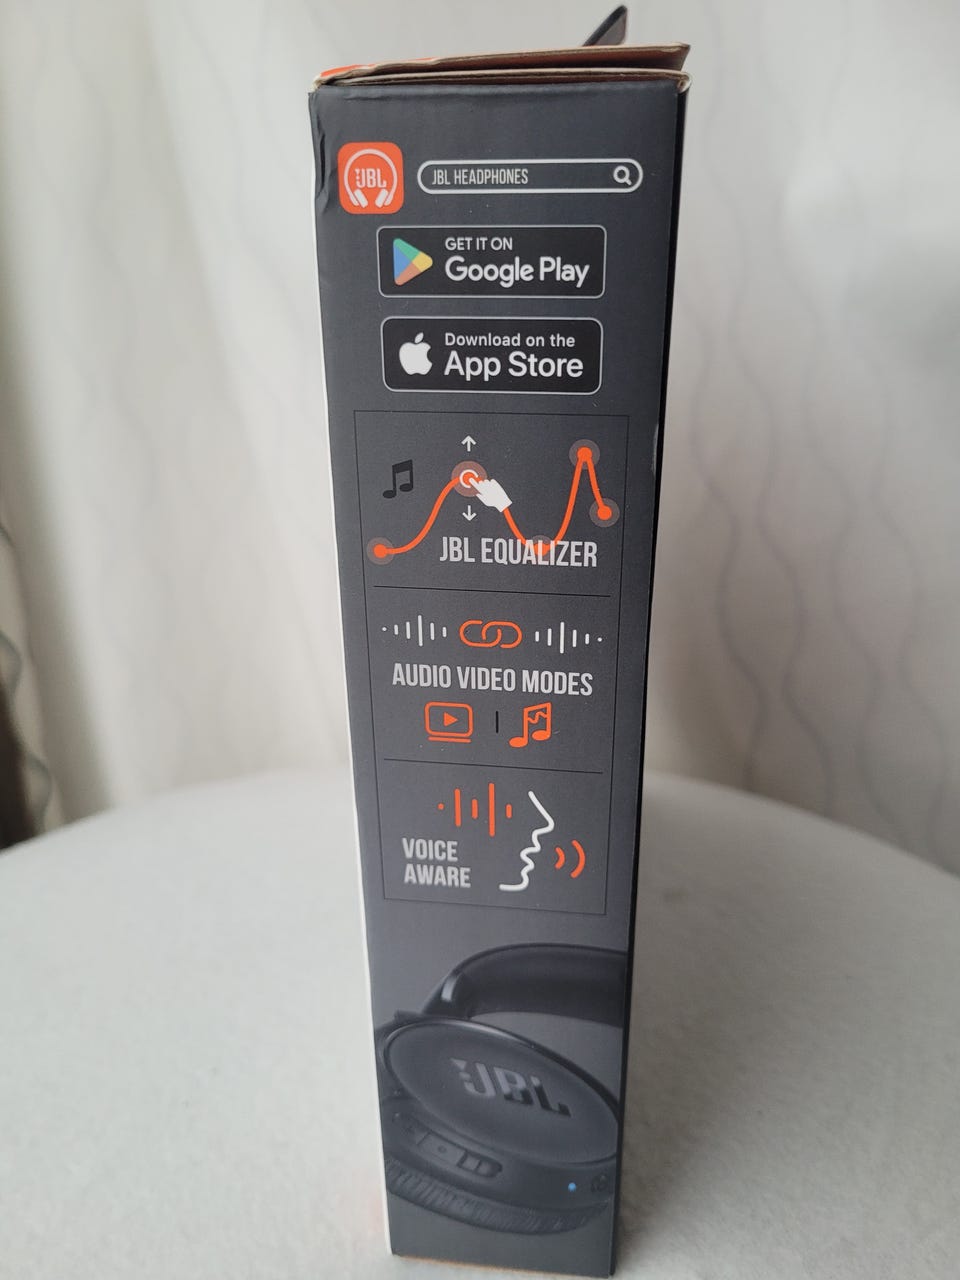 JBL
JBL HEADPHONES
GET IT ON
Google Play
Download on the
App Store
JBL EQUALIZER
AUDIO VIDEO MODES
VOICE
AWARE
JBL